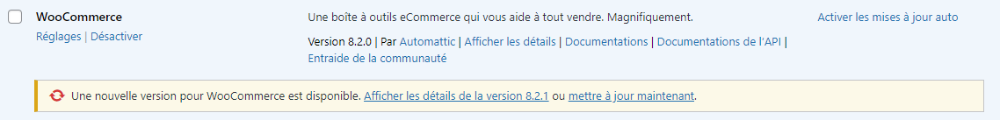 WooCommerce Une boîte à outils eCommerce qui vous aide à tout vendre. Magnifiquement. Activer les mises à jour auto
Réglages | Désactiver Version 8.2.0 | Par Automattic | Afficher les détails | Documentations | Documentations de l'API |
Entraide de la communauté
Une nouvelle version pour WooCommerce est disponible. Afficher les détails de la version 8.2.1 ou mettre à jour maintenant.